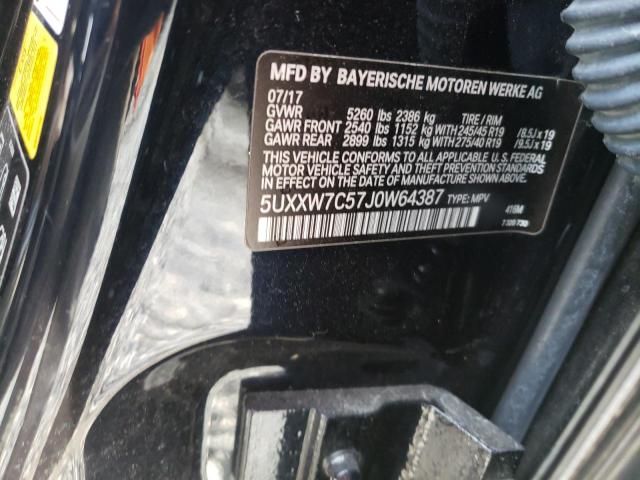 MFD BY BAYERISCHE MOTOREN WERKE AG
07/17
GVWR 5260 lbs 2386 kg TIRE / RIM
GAWR FRONT 2540 lbs 1152 kg WITH 245/45 R19 /8.5J x 19
GAWR REAR 2899 lbs 1315 kg WITH 275/40 R19 /9.5J x 19
THIS VEHICLE CONFORMS TO ALL APPLICABLE U.S. FEDERAL
MOTOR VEHICLE SAFETY STANDARDS IN EFFECT
ON THE DATE OF MANUFACTURE SHOWN ABOVE.
5UXXW7C57J0W64387 TYPE: MPV